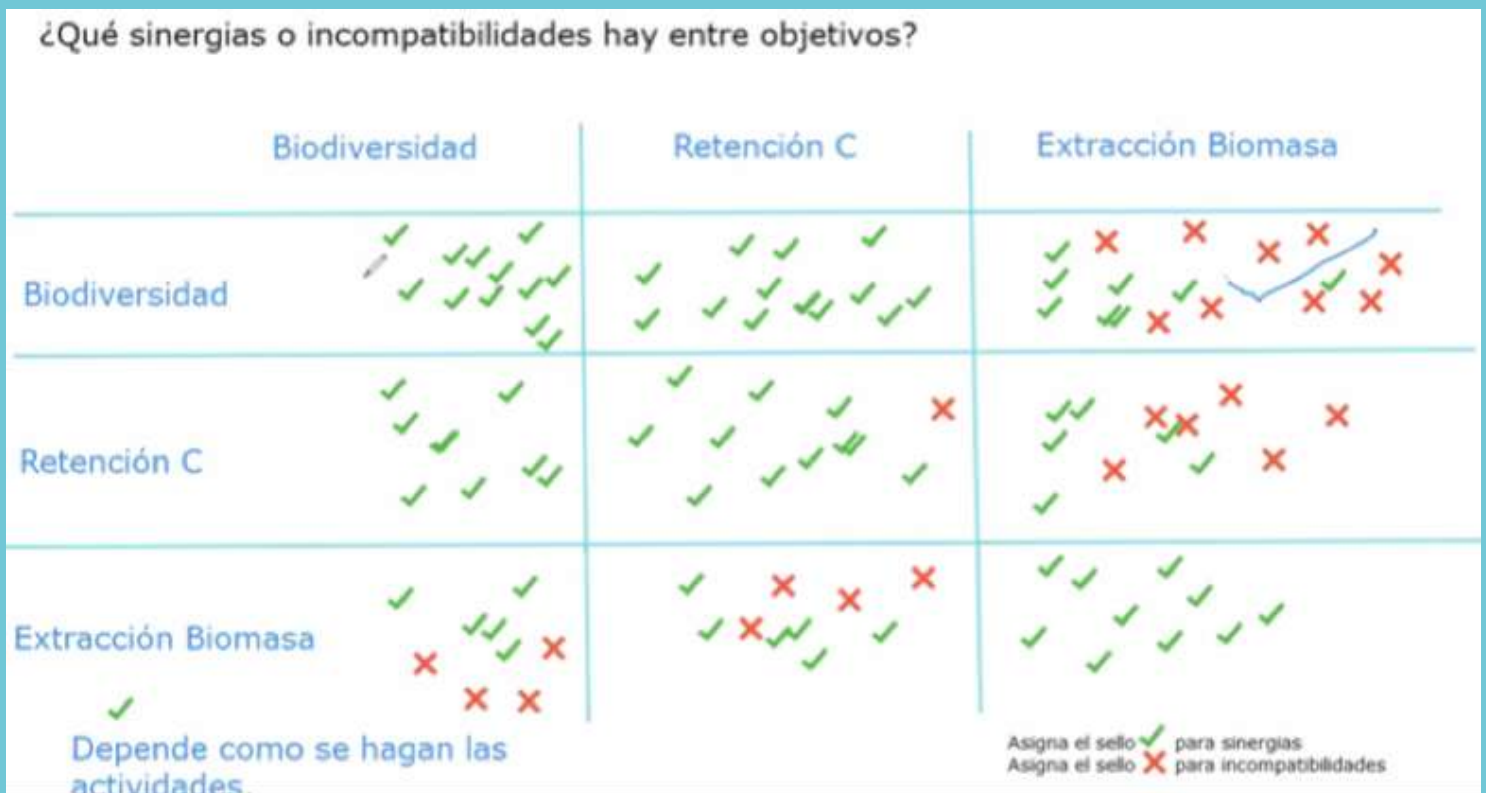 ¿Qué sinergias o incompatibilidades hay entre objetivos?
Biodiversidad Retención C Extracción Biomasa
Biodiversidad
Retención C
Extracción Biomasa
Depende como se hagan las
actividades.
Asigna el sello para sinergias
Asigna el sello para incompatibilidades